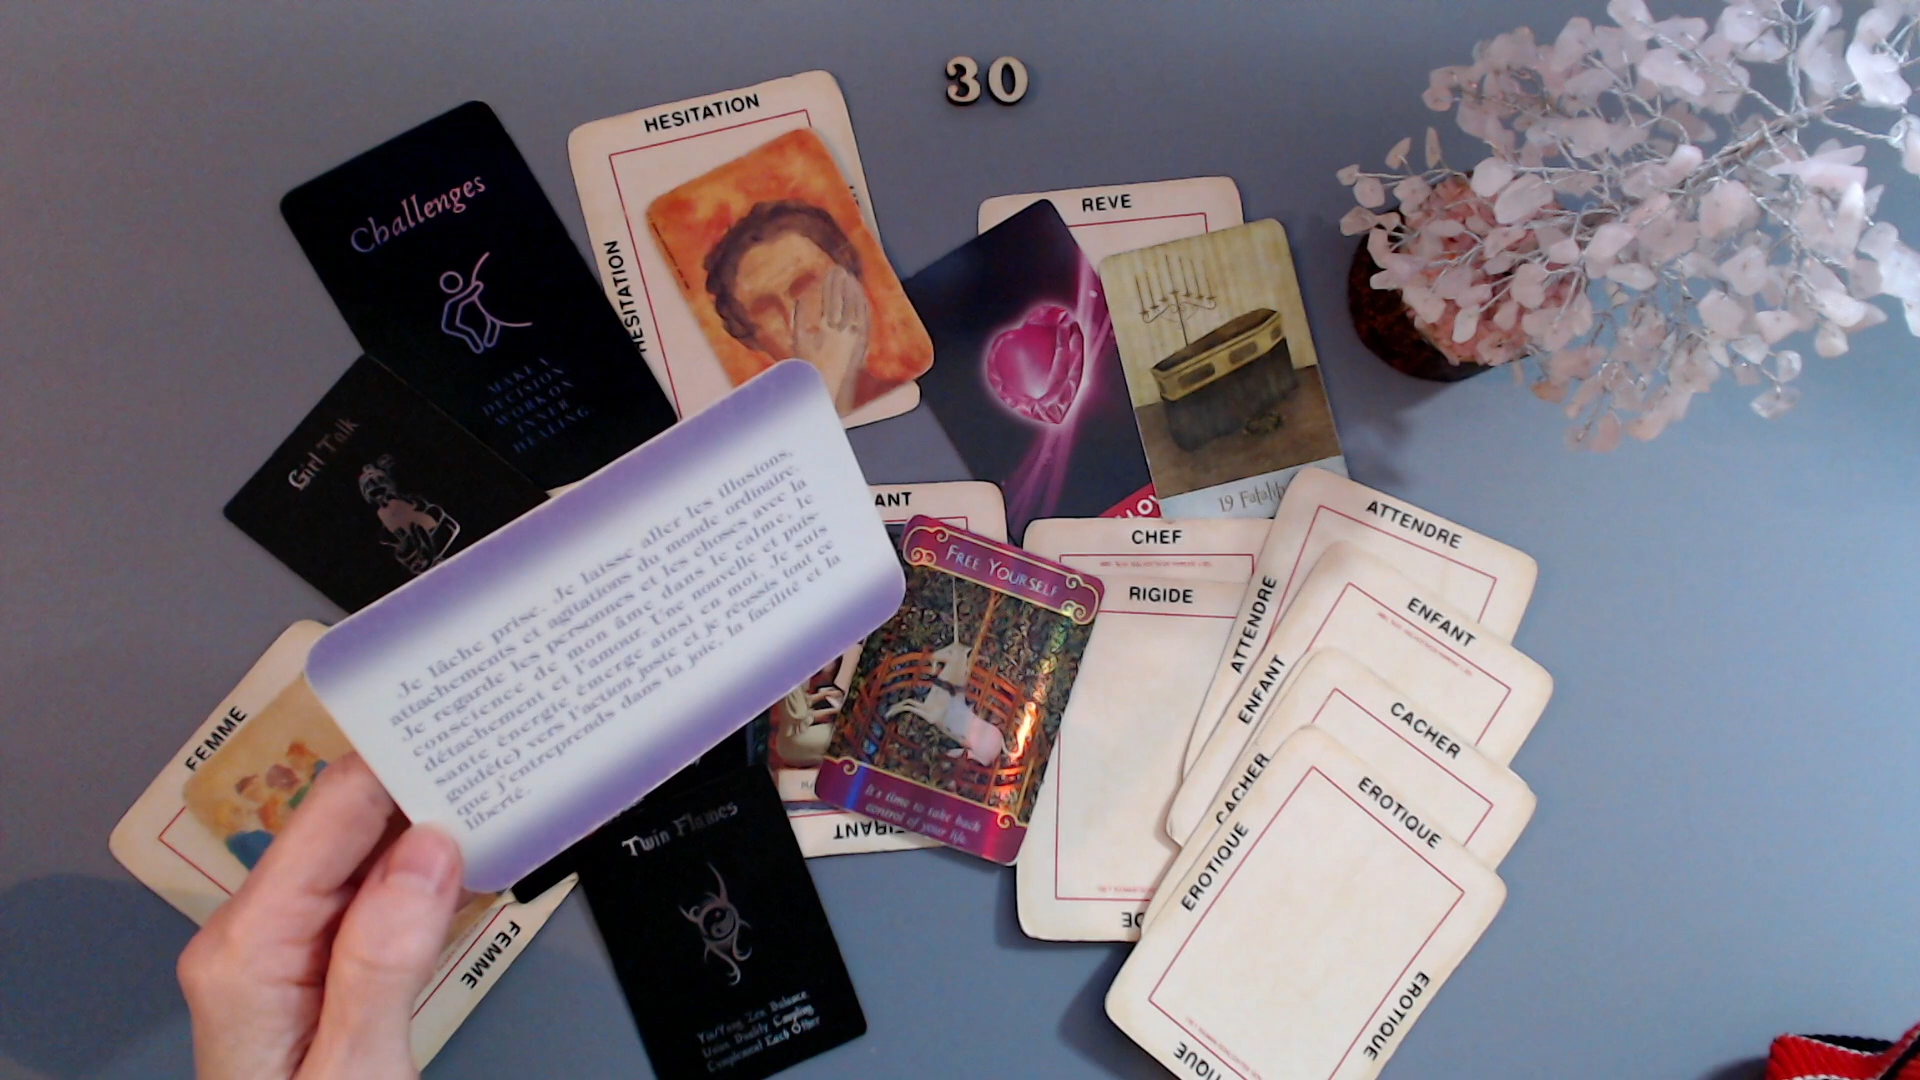 30
HESITATION
HESITATION
Challenges
MAKE A
DECISION
WORK ON
INNER
HEALING
REVE
19 Fatalit
Girl Talk
ANT
CHEF
RIGIDE
FREE YOURSELF
It's time to take back
control of your life.
ATTENDRE
ATTENDRE
ENFANT
ENFANT
CACHER
CACHER
EROTIQUE
EROTIQUE
EROTIQUE
TIQUE
Je lâche prise. Je laisse aller les illusions,
attachements et agitations du monde ordinaire.
Je regarde les personnes et les choses avec la
conscience de mon âme dans le calme, le
détachement et l'amour. Une nouvelle et puis-
sante énergie émerge ainsi en moi. Je suis
guidé(e) vers l'action juste et je réussis tout ce
que j'entreprends dans la joie, la facilité et la
liberté.
FEMME
FEMME
Twin Flames
Yin/Yang, Zen, Balance,
Union, Duality, Coupling,
Complement Each Other
TIRANT
DE